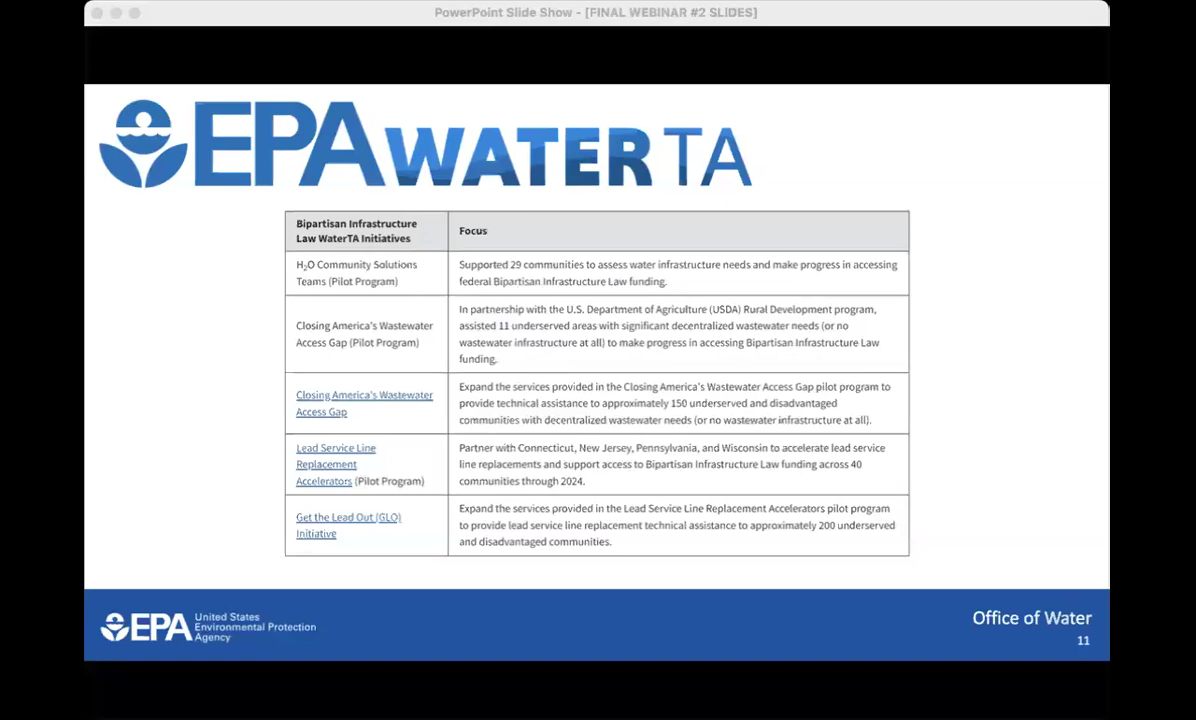 PowerPoint Slide Show - [FINAL WEBINAR #2 SLIDES]
EPA WATER TA
Bipartisan Infrastructure
Law WaterTA Initiatives
Focus
H₂O Community Solutions
Teams (Pilot Program)
Supported 29 communities to assess water infrastructure needs and make progress in accessing
federal Bipartisan Infrastructure Law funding.
Closing America's Wastewater
Access Gap (Pilot Program)
In partnership with the U.S. Department of Agriculture (USDA) Rural Development program,
assisted 11 underserved areas with significant decentralized wastewater needs (or no
wastewater infrastructure at all) to make progress in accessing Bipartisan Infrastructure Law
funding.
Closing America's Wastewater
Access Gap
Expand the services provided in the Closing America's Wastewater Access Gap pilot program to
provide technical assistance to approximately 150 underserved and disadvantaged
communities with decentralized wastewater needs (or no wastewater infrastructure at all).
Lead Service Line
Replacement
Accelerators (Pilot Program)
Partner with Connecticut, New Jersey, Pennsylvania, and Wisconsin to accelerate lead service
line replacements and support access to Bipartisan Infrastructure Law funding across 40
communities through 2024.
Get the Lead Out (GLO)
Initiative
Expand the services provided in the Lead Service Line Replacement Accelerators pilot program
to provide lead service line replacement technical assistance to approximately 200 underserved
and disadvantaged communities.
EPA
United States
Environmental Protection
Agency
Office of Water
11